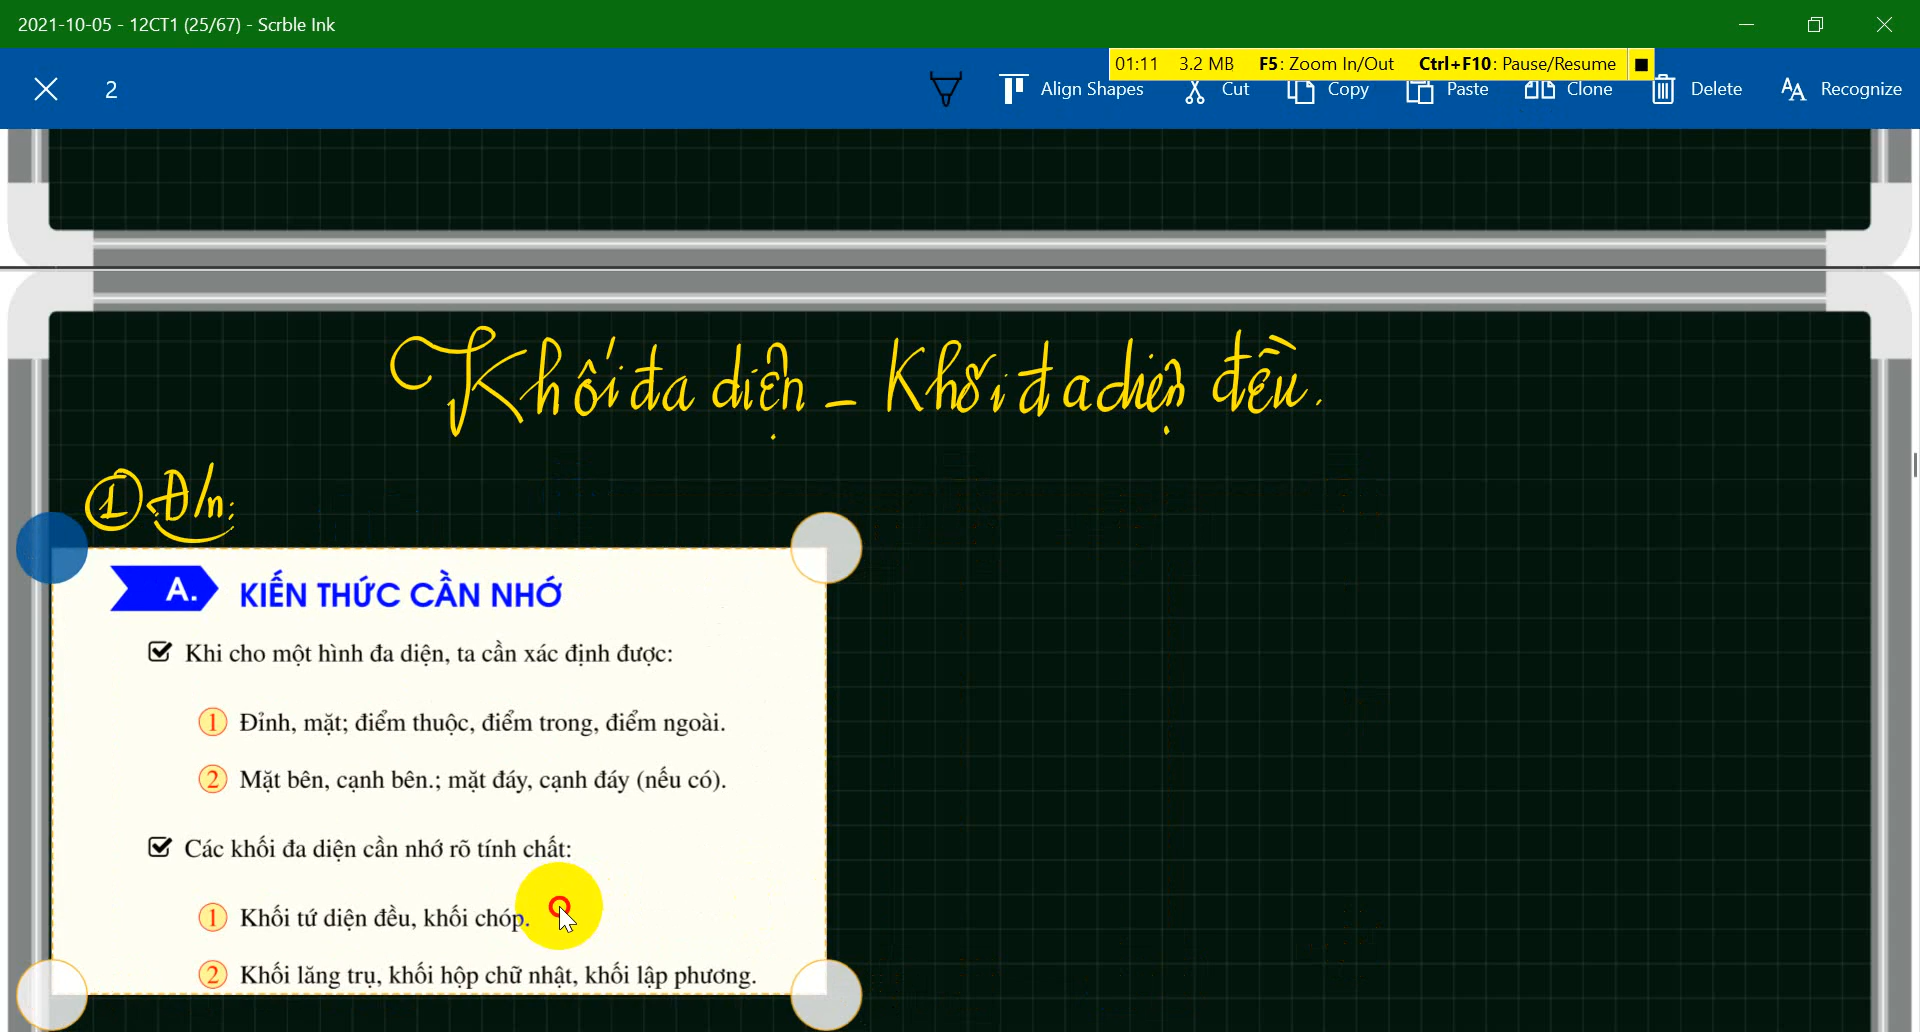 2021-10-05 - 12CT1 (25/67) - Scrble Ink
01:11 3.2 MB F5: Zoom In/Out Ctrl+F10: Pause/Resume
2 Align Shapes Cut Copy Paste Clone Delete Recognize
Khối đa diện - Khối đa diện đều.
① Đ/n:
A. KIẾN THỨC CẦN NHỚ
Khi cho một hình đa diện, ta cần xác định được:
1 Đỉnh, mặt; điểm thuộc, điểm trong, điểm ngoài.
2 Mặt bên, cạnh bên.; mặt đáy, cạnh đáy (nếu có).
Các khối đa diện cần nhớ rõ tính chất:
1 Khối tứ diện đều, khối chóp.
2 Khối lăng trụ, khối hộp chữ nhật, khối lập phương.